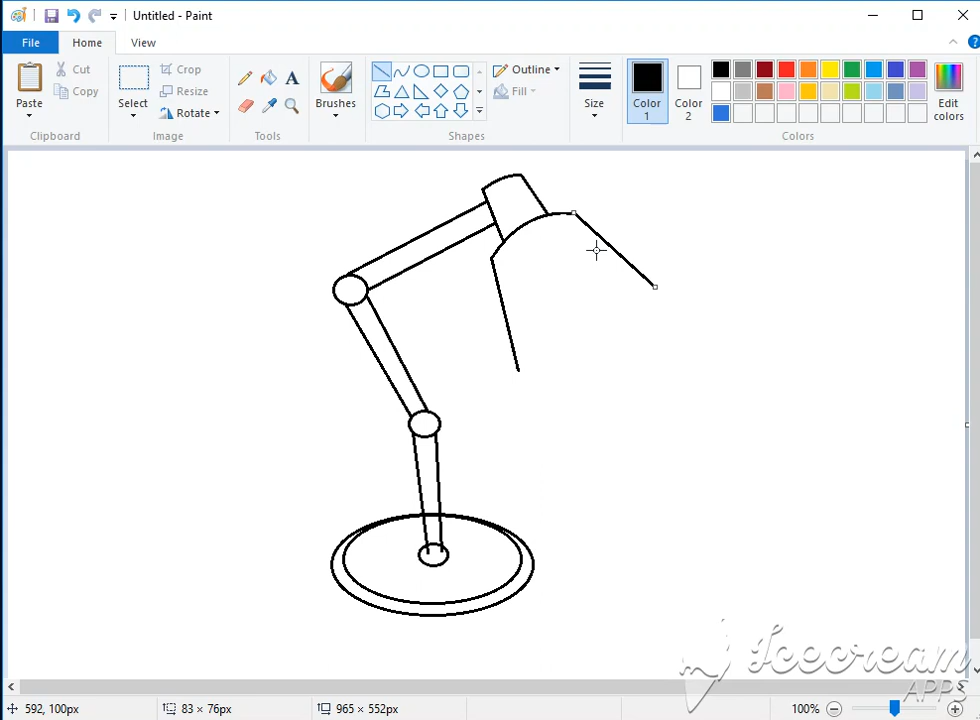 Untitled - Paint
File Home View
Paste
Cut
Copy
Clipboard
Select
Crop
Resize
Rotate
Image
A
Tools
Brushes
Outline
Fill
Shapes
Size
Color 1
Color 2
Edit colors
Colors
Icecream
APPS
592, 100px 83 × 76px 965 × 552px 100%